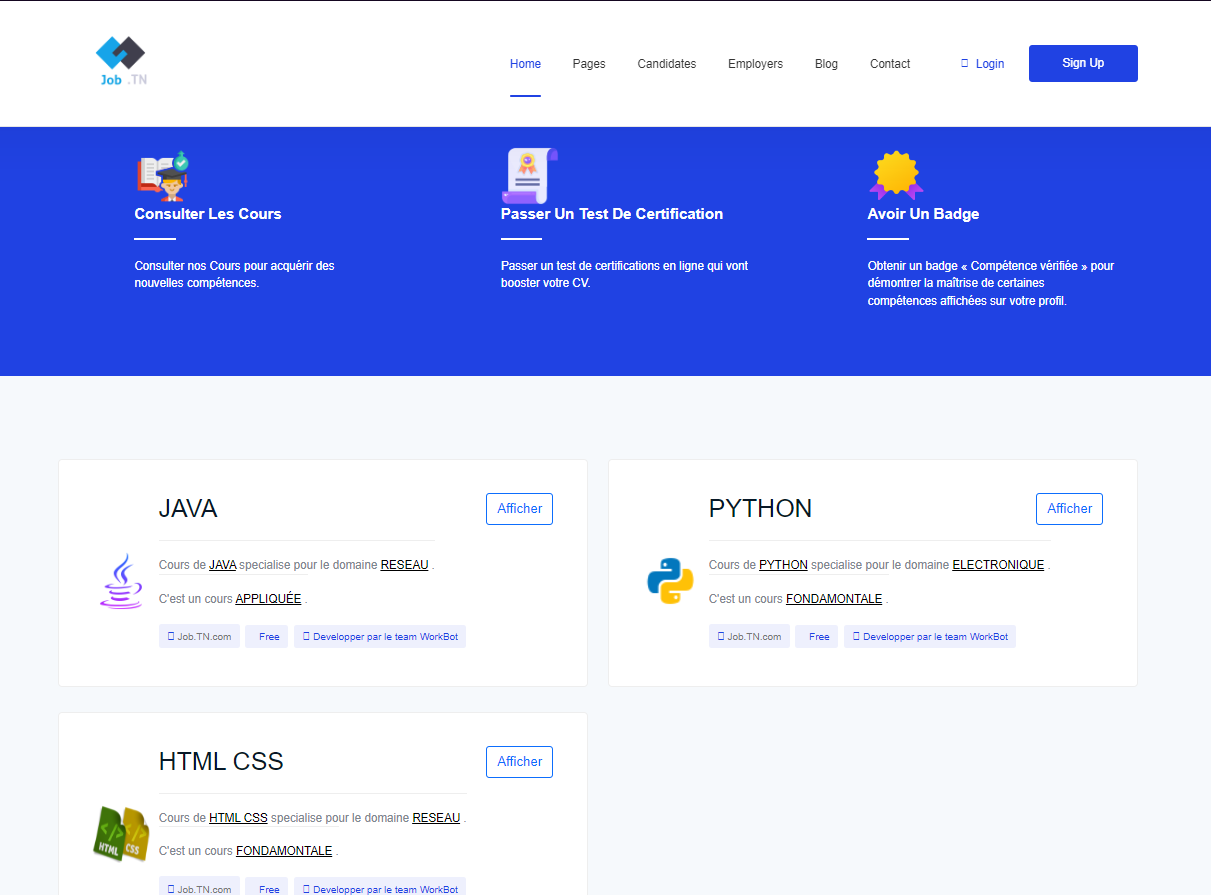 Job .TN
Home Pages Candidates Employers Blog Contact Login Sign Up
Consulter Les Cours
Consulter nos Cours pour acquérir des
nouvelles compétences.
Passer Un Test De Certification
Passer un test de certifications en ligne qui vont
booster votre CV.
Avoir Un Badge
Obtenir un badge « Compétence vérifiée » pour
démontrer la maîtrise de certaines
compétences affichées sur votre profil.
JAVA
Afficher
Cours de JAVA specialise pour le domaine RESEAU .
C'est un cours APPLIQUÉE .
Job.TN.com Free Developper par le team WorkBot
PYTHON
Afficher
Cours de PYTHON specialise pour le domaine ELECTRONIQUE .
C'est un cours FONDAMONTALE .
Job.TN.com Free Developper par le team WorkBot
HTML CSS
Afficher
</> </>
HTML CSS
Cours de HTML CSS specialise pour le domaine RESEAU .
C'est un cours FONDAMONTALE .
Job.TN.com Free Developper par le team WorkBot